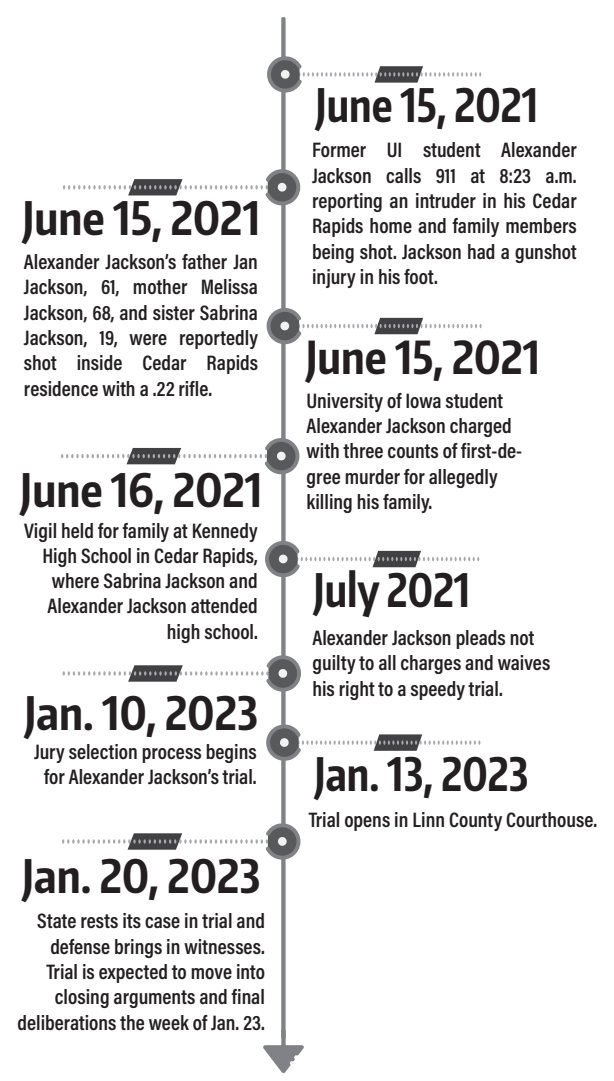 June 15, 2021
Former UI student Alexander
Jackson calls 911 at 8:23 a.m.
reporting an intruder in his Cedar
Rapids home and family members
being shot. Jackson had a gunshot
injury in his foot.
June 15, 2021
Alexander Jackson's father Jan
Jackson, 61, mother Melissa
Jackson, 68, and sister Sabrina
Jackson, 19, were reportedly
shot inside Cedar Rapids
residence with a .22 rifle.
June 15, 2021
University of Iowa student
Alexander Jackson charged
with three counts of first-de-
gree murder for allegedly
killing his family.
June 16, 2021
Vigil held for family at Kennedy
High School in Cedar Rapids,
where Sabrina Jackson and
Alexander Jackson attended
high school.
July 2021
Alexander Jackson pleads not
guilty to all charges and waives
his right to a speedy trial.
Jan. 10, 2023
Jury selection process begins
for Alexander Jackson's trial.
Jan. 13, 2023
Trial opens in Linn County Courthouse.
Jan. 20, 2023
State rests its case in trial and
defense brings in witnesses.
Trial is expected to move into
closing arguments and final
deliberations the week of Jan. 23.